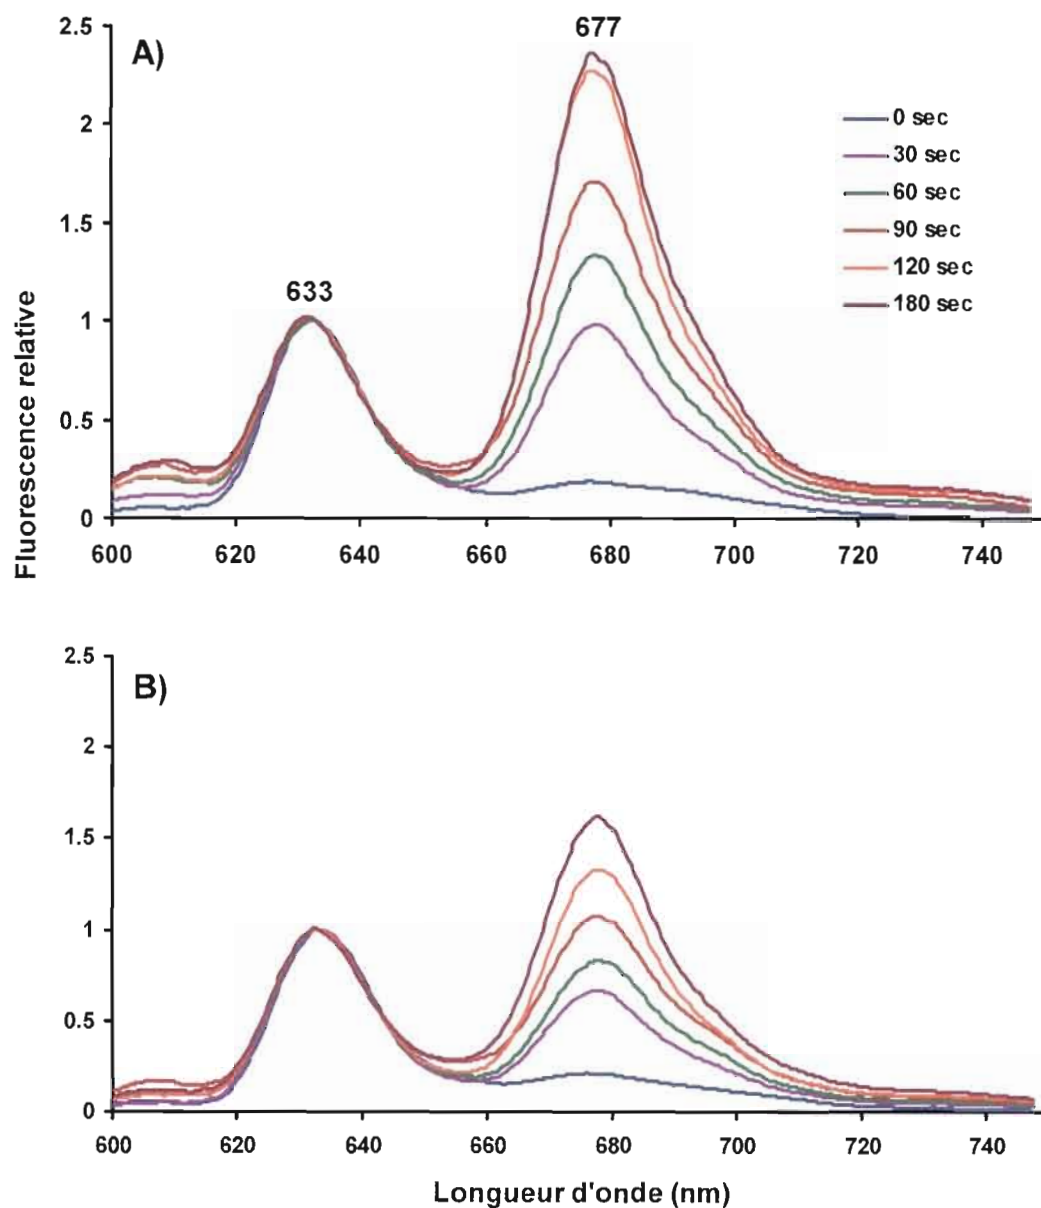 A)
677
633
2.5
2
1.5
1
0.5
0
600 620 640 660 680 700 720 740
0 sec
30 sec
60 sec
90 sec
120 sec
180 sec
Fluorescence relative
B)
2.5
2
1.5
1
0.5
0
600 620 640 660 680 700 720 740
Longueur d'onde (nm)